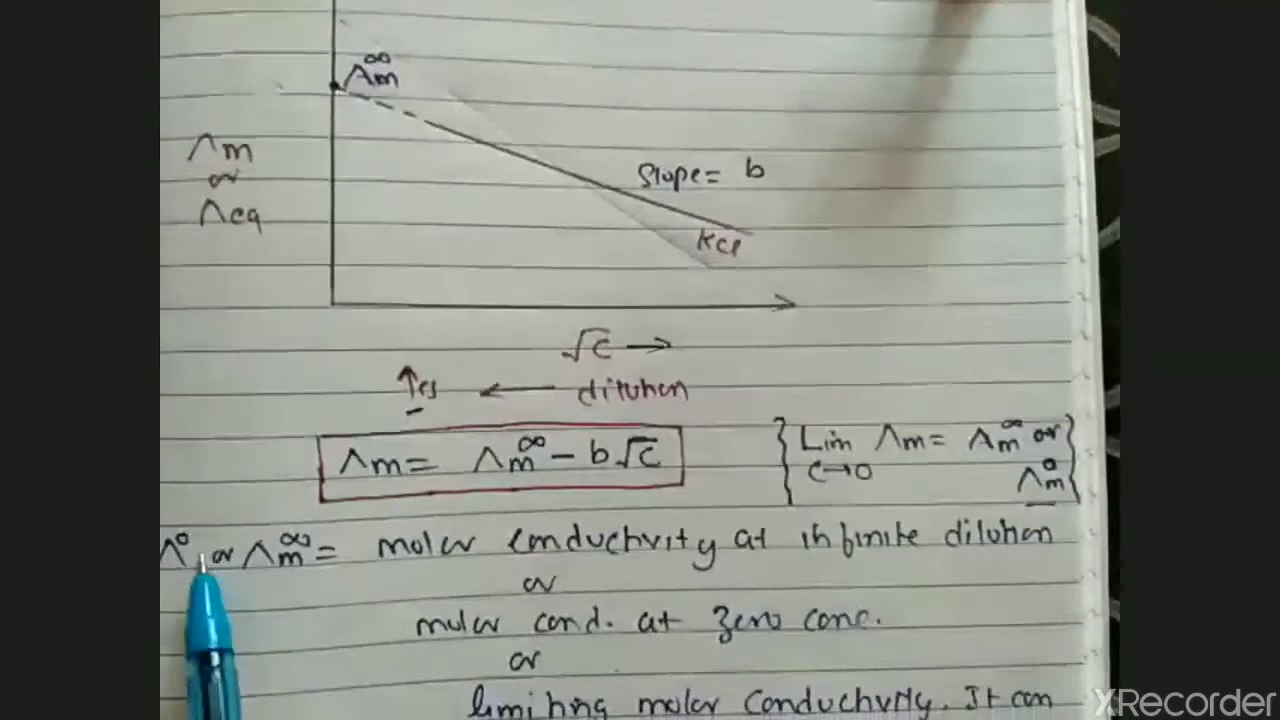 Λm∞
Λm
or
Λeq
Slope = b
KCl
√c →
↑es ← dilution
Λm = Λm∞ - b√c
{ Lim Λm = Λm∞ or
c→0 Λm° }
Λ° or Λm∞ = molar conductivity at infinite dilution
or
molar cond. at zero conc.
or
limiting molar conductivity. It can
XRecorder